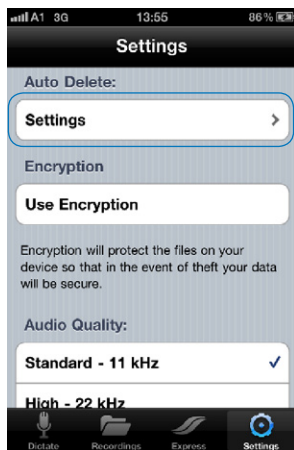 A1 3G 13:55 86%
Settings
Auto Delete:
Settings
Encryption
Use Encryption
Encryption will protect the files on your
device so that in the event of theft your data
will be secure.
Audio Quality:
Standard - 11 kHz
High - 22 kHz
Dictate Recordings Express Settings